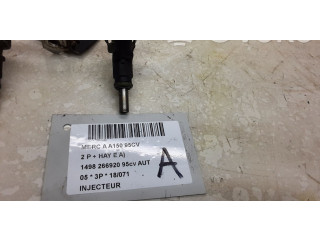 MERC A A150 95CV
2 P + HAY E A)
1498 266920 95cv AUT
05 * 3P * 18/071
INJECTEUR
A